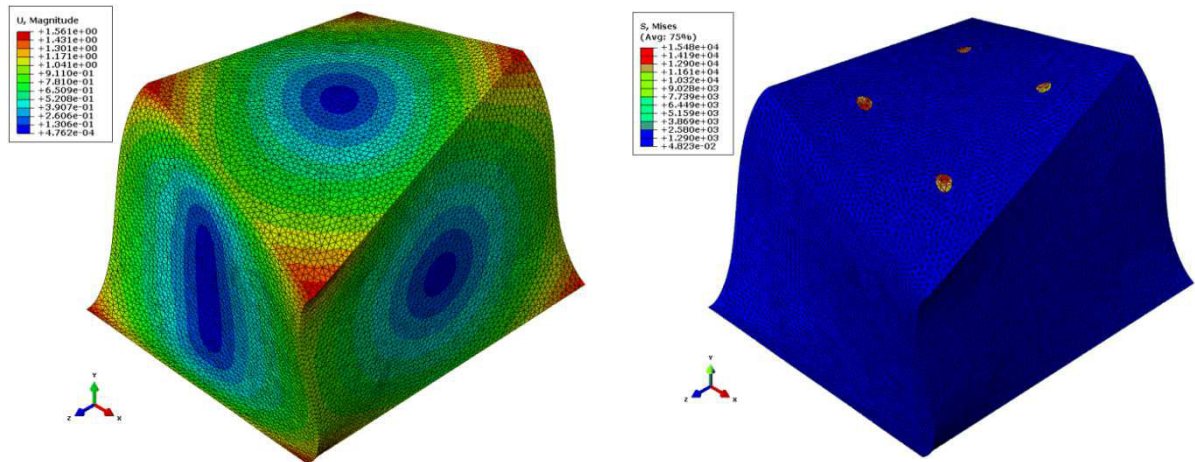 U, Magnitude
+1.561e+00
+1.431e+00
+1.301e+00
+1.171e+00
+1.041e+00
+9.110e-01
+7.810e-01
+6.509e-01
+5.208e-01
+3.907e-01
+2.606e-01
+1.306e-01
+4.762e-04
Y
Z
X
S, Mises
(Avg: 75%)
+1.548e+04
+1.419e+04
+1.290e+04
+1.161e+04
+1.032e+04
+9.028e+03
+7.739e+03
+6.449e+03
+5.159e+03
+3.869e+03
+2.580e+03
+1.290e+03
+4.823e-02
Y
Z
X